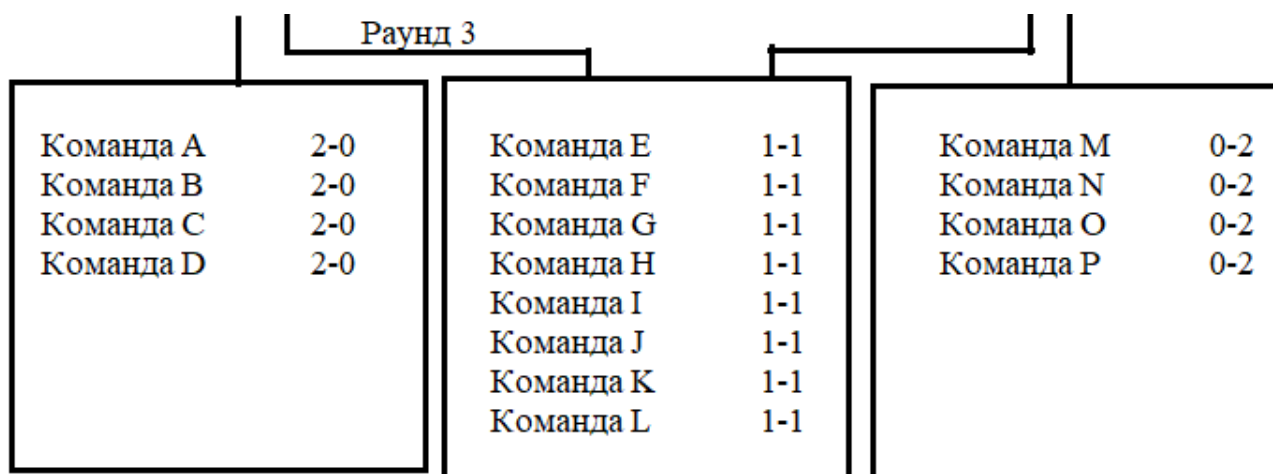 Раунд 3
Команда A 2-0
Команда B 2-0
Команда C 2-0
Команда D 2-0
Команда E 1-1
Команда F 1-1
Команда G 1-1
Команда H 1-1
Команда I 1-1
Команда J 1-1
Команда K 1-1
Команда L 1-1
Команда M 0-2
Команда N 0-2
Команда O 0-2
Команда P 0-2